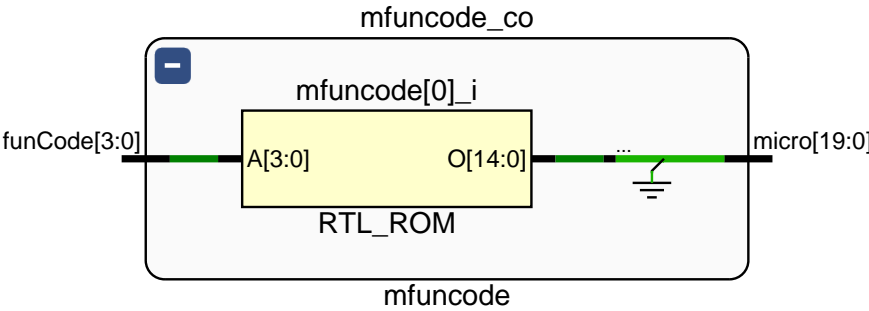 mfuncode_co
mfuncode[0]_i
funCode[3:0]
A[3:0]
O[14:0]
...
micro[19:0]
RTL_ROM
mfuncode